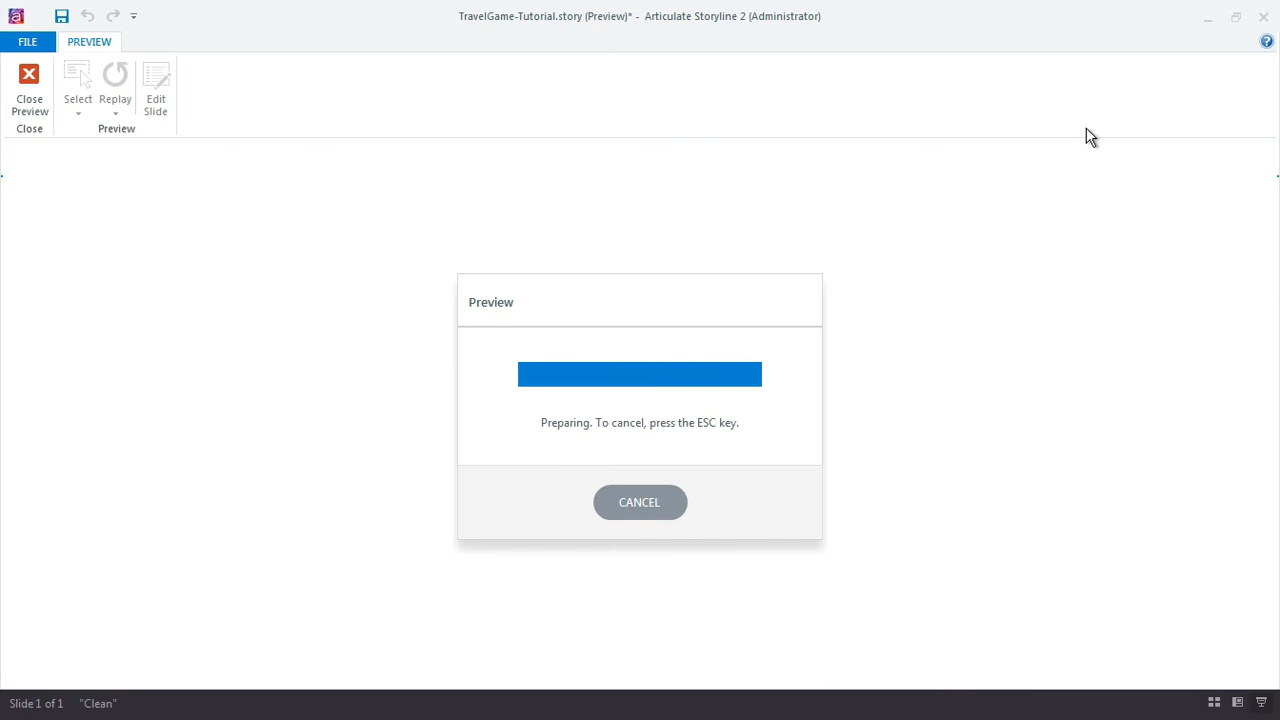 TravelGame-Tutorial.story (Preview)* - Articulate Storyline 2 (Administrator)
FILE
PREVIEW
Close Preview
Select
Replay
Edit Slide
Close
Preview
Preview
Preparing. To cancel, press the ESC key.
CANCEL
Slide 1 of 1
"Clean"